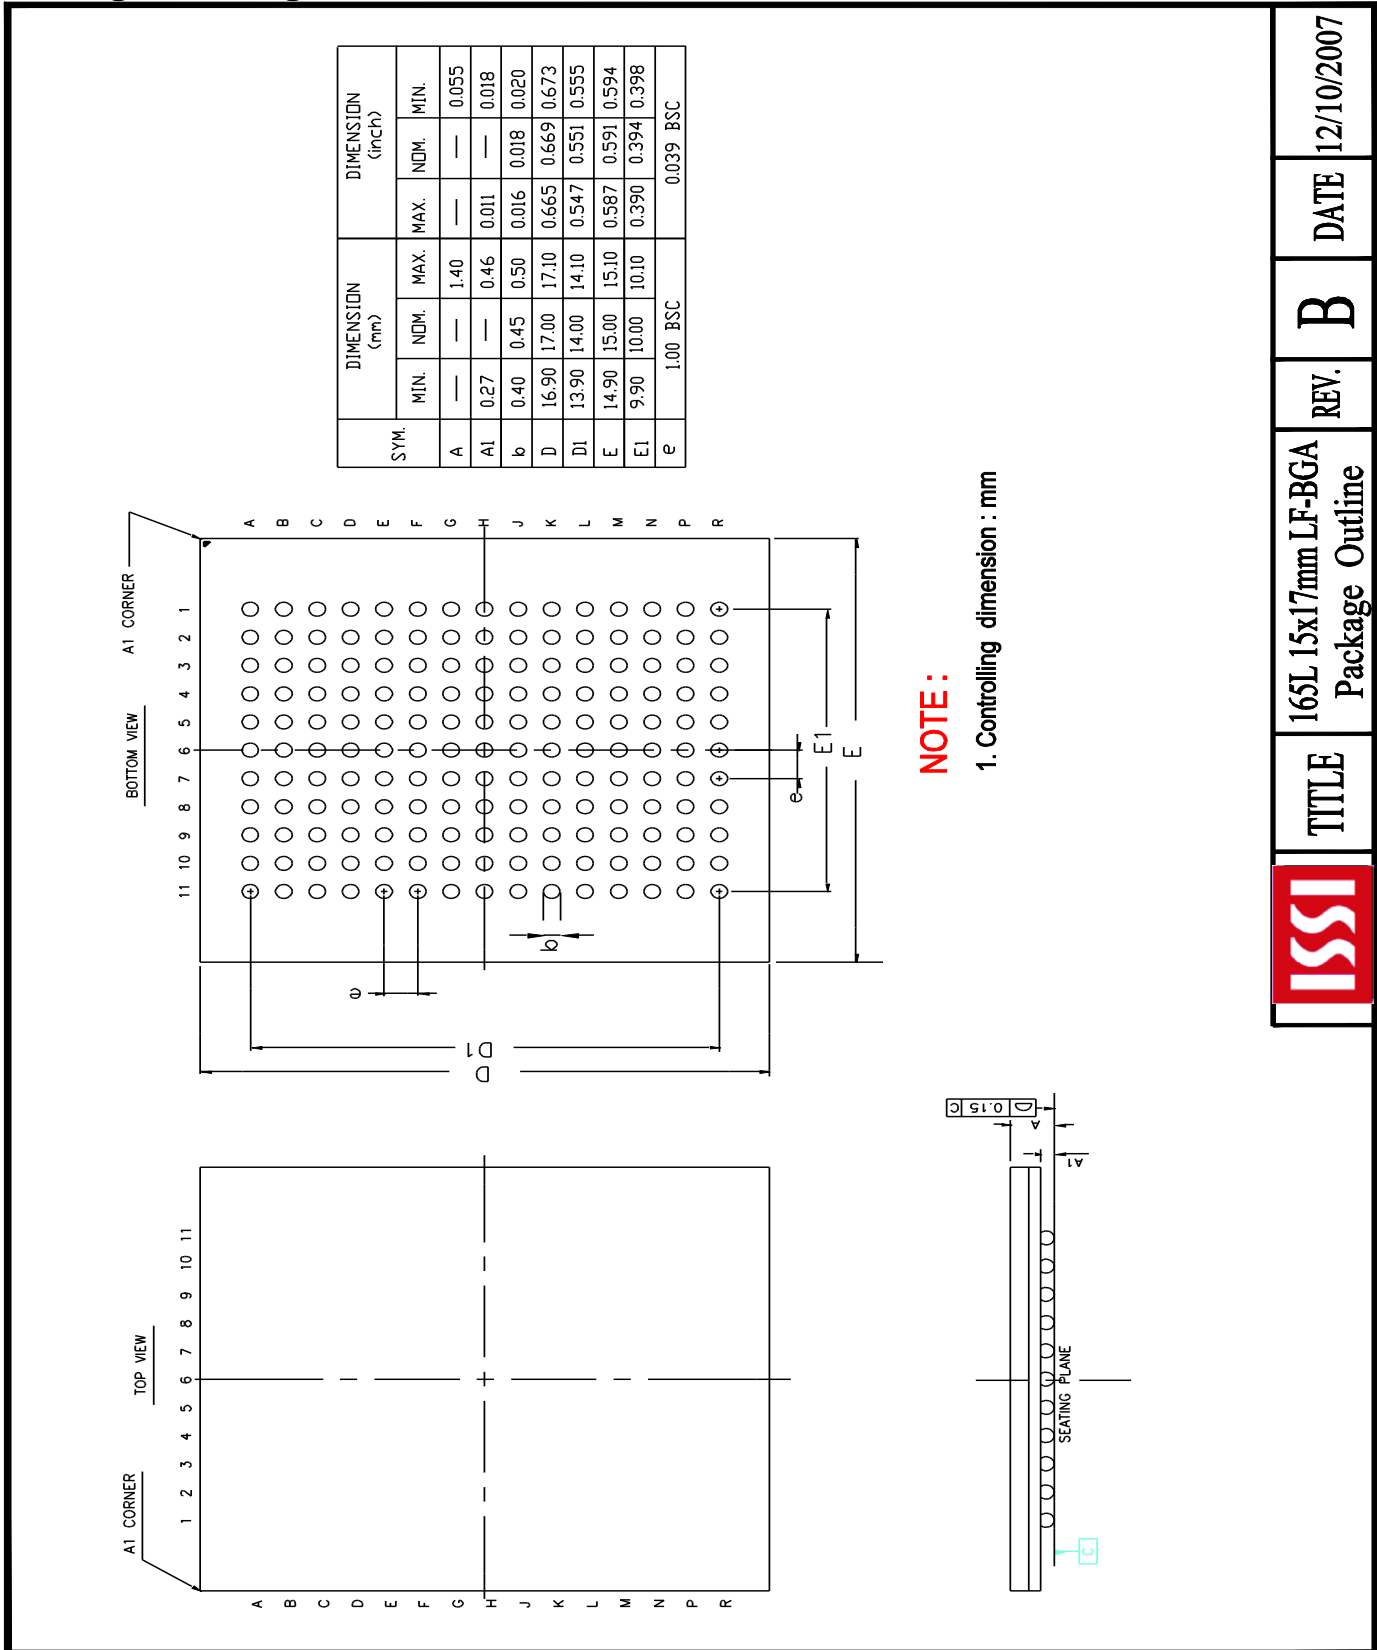 A1 CORNER
TOP VIEW
1 2 3 4 5 6 7 8 9 10 11
A
B
C
D
E
F
G
H
J
K
L
M
N
P
R
BOTTOM VIEW
A1 CORNER
11 10 9 8 7 6 5 4 3 2 1
A
B
C
D
E
F
G
H
J
K
L
M
N
P
R
e
D1
D
b
e
E1
E
SYM. DIMENSION (mm) DIMENSION (inch)
MIN. NOM. MAX. MAX. NOM. MIN.
A — — 1.40 — — 0.055
A1 0.27 — 0.46 0.011 — 0.018
b 0.40 0.45 0.50 0.016 0.018 0.020
D 16.90 17.00 17.10 0.665 0.669 0.673
D1 13.90 14.00 14.10 0.547 0.551 0.555
E 14.90 15.00 15.10 0.587 0.591 0.594
E1 9.90 10.00 10.10 0.390 0.394 0.398
e 1.00 BSC 0.039 BSC
0.15 C
A
A1
SEATING PLANE
C
NOTE :
1. Controlling dimension : mm
ISSI
TITLE
165L 15x17mm LF-BGA
Package Outline
REV.
B
DATE
12/10/2007